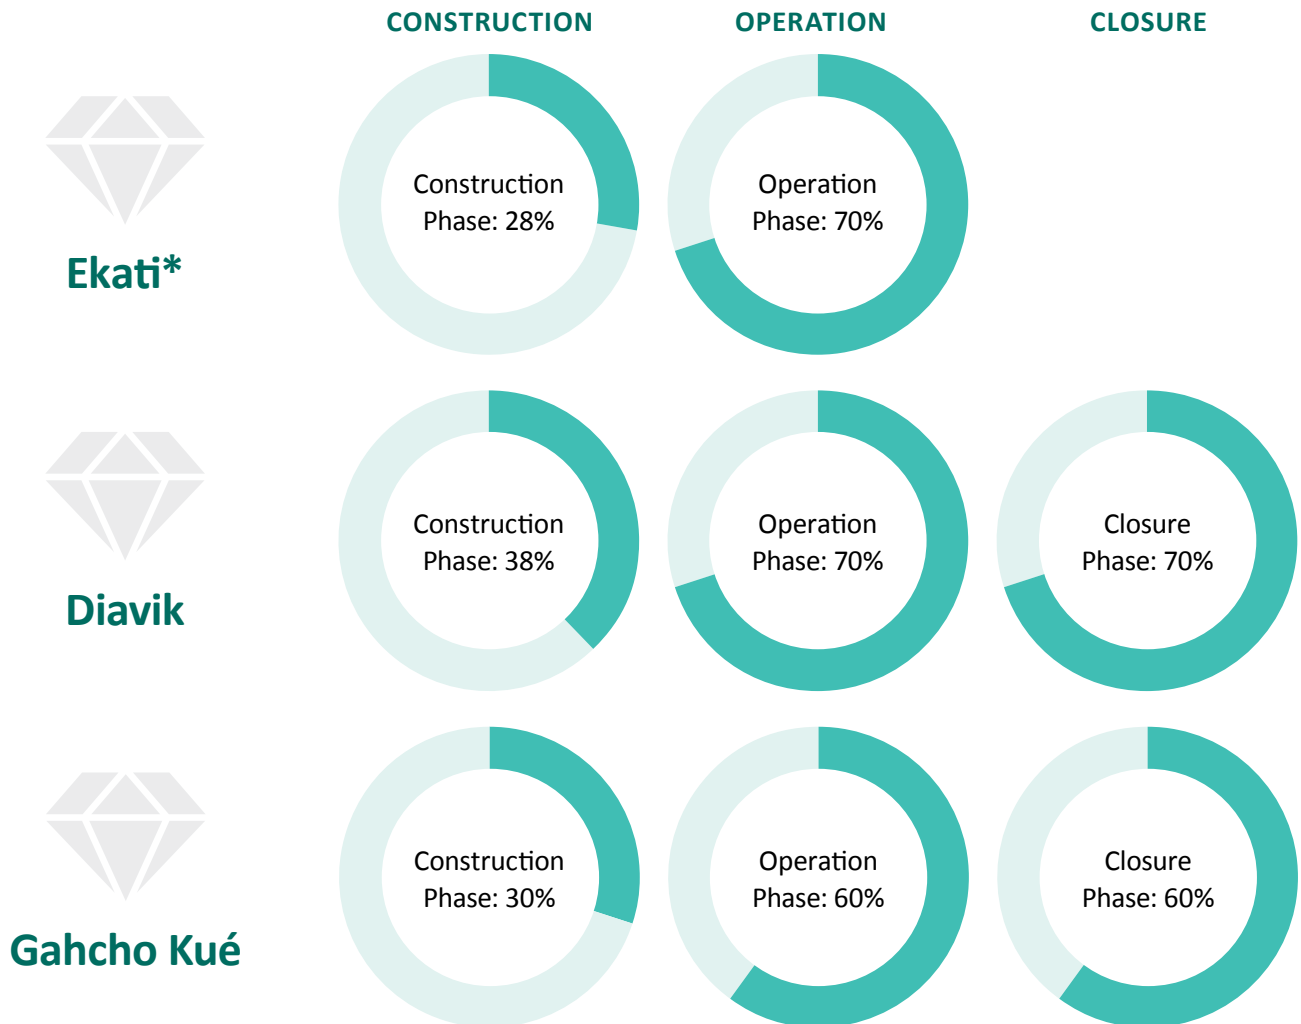 CONSTRUCTION OPERATION CLOSURE
Construction
Phase: 28%
Operation
Phase: 70%
Ekati*
Construction
Phase: 38%
Operation
Phase: 70%
Closure
Phase: 70%
Diavik
Construction
Phase: 30%
Operation
Phase: 60%
Closure
Phase: 60%
Gahcho Kué